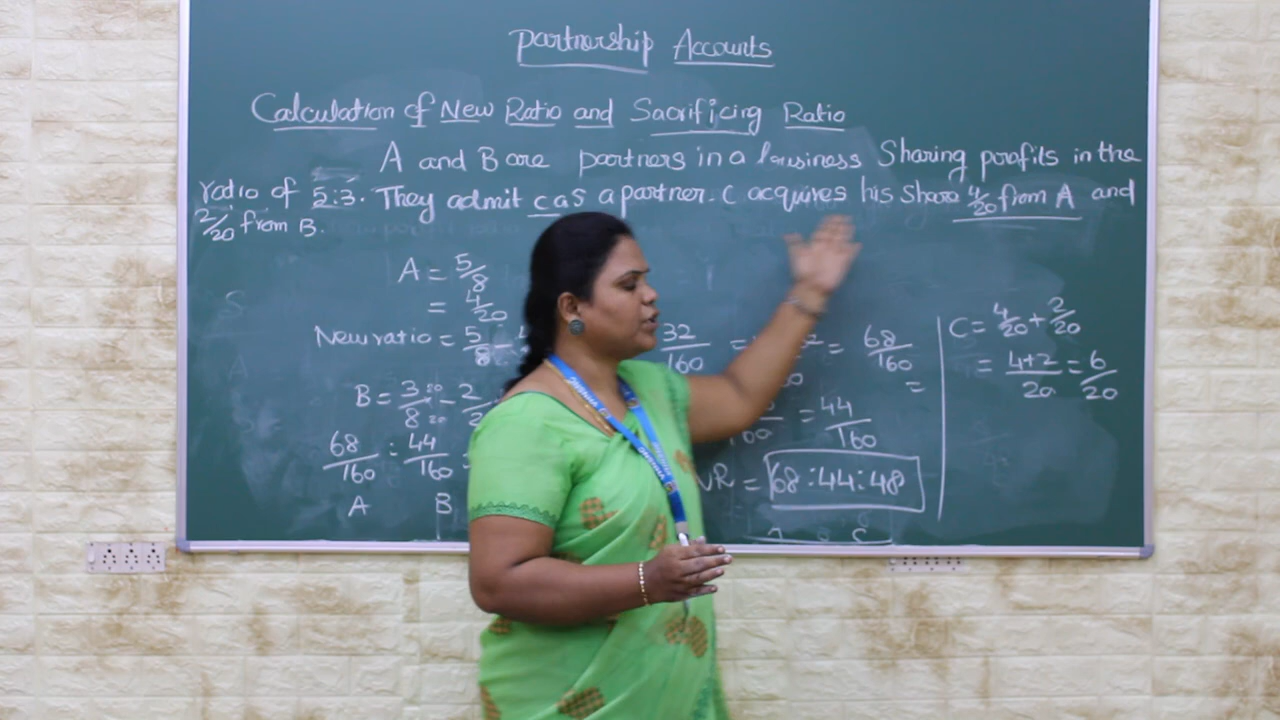 Partnership Accounts
Calculation of New Ratio and Sacrificing Ratio
A and B are partners in a business Sharing profits in the
ratio of 5:3. They admit C as a partner. C acquires his share 4/20 from A and
2/20 from B.
A = 5/8
= 4/20
New ratio = 5/8 - 32/160 = = 68/160
=
B = 3/8 20/20 - 2/ = 44/160
68/160 : 44/160
A B
NR = 68:44:48
C = 4/20 + 2/20
= 4+2/20 = 6/20